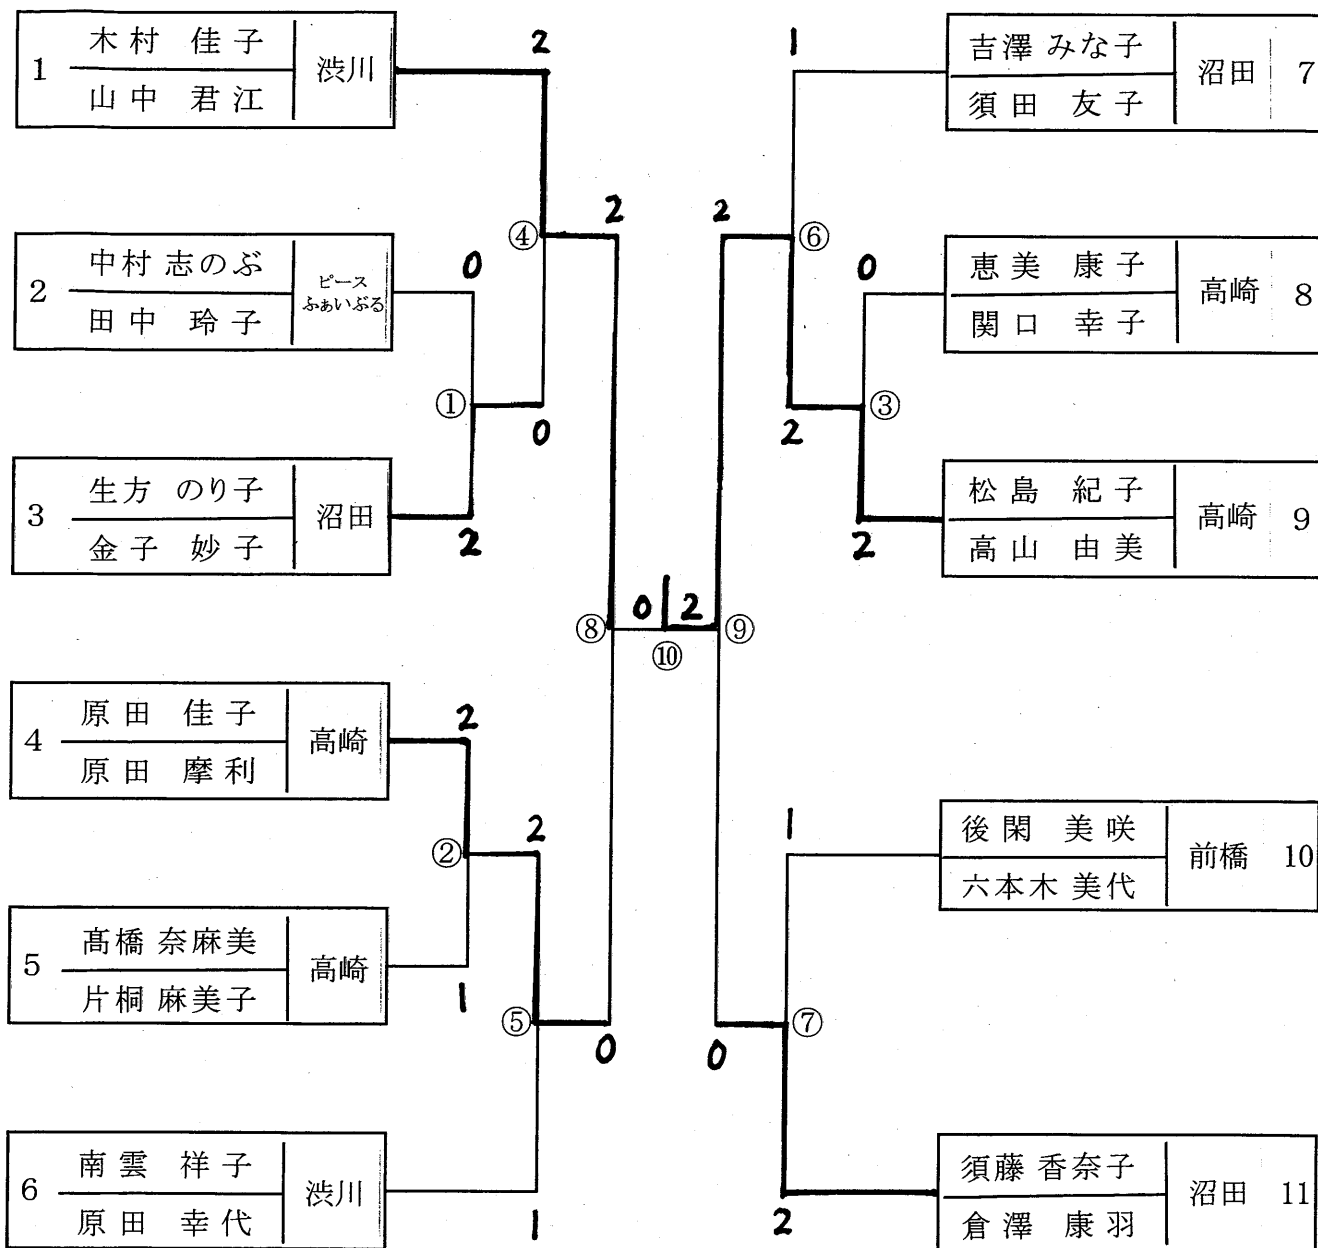 1 木村 佳子 渋川
山中 君江
2 中村 志のぶ ピース ふぁいぶる
田中 玲子
3 生方 のり子 沼田
金子 妙子
4 原田 佳子 高崎
原田 摩利
5 髙橋 奈麻美 高崎
片桐 麻美子
6 南雲 祥子 渋川
原田 幸代
2
④ 2
0
① 0
2
⑧ 0
2
② 2
1
⑤ 0
1
⑩
1
2 ⑥
0
2 ③
2
2 ⑨
1
0 ⑦
2
吉澤 みな子 沼田 7
須田 友子
恵美 康子 高崎 8
関口 幸子
松島 紀子 高崎 9
高山 由美
後閑 美咲 前橋 10
六本木 美代
須藤 香奈子 沼田 11
倉澤 康羽